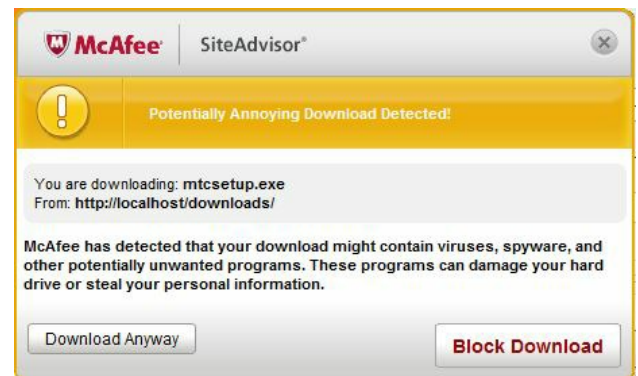 McAfee® SiteAdvisor®
Potentially Annoying Download Detected!
You are downloading: mtcsetup.exe
From: http://localhost/downloads/
McAfee has detected that your download might contain viruses, spyware, and
other potentially unwanted programs. These programs can damage your hard
drive or steal your personal information.
Download Anyway
Block Download